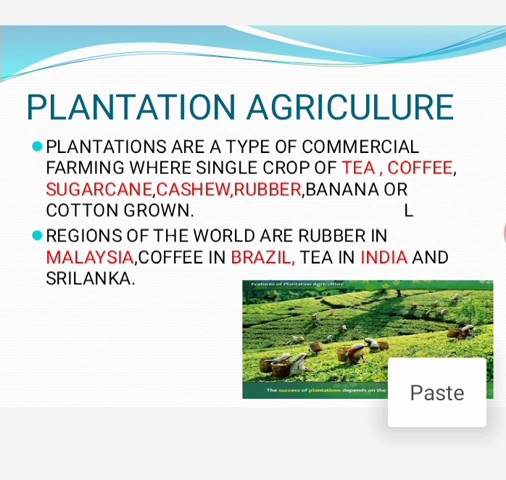 PLANTATION AGRICULURE
PLANTATIONS ARE A TYPE OF COMMERCIAL
FARMING WHERE SINGLE CROP OF TEA , COFFEE,
SUGARCANE,CASHEW,RUBBER,BANANA OR
COTTON GROWN. L
REGIONS OF THE WORLD ARE RUBBER IN
MALAYSIA,COFFEE IN BRAZIL, TEA IN INDIA AND
SRILANKA.
Features of Plantation Agriculture
The success of plantations depends on the
Paste